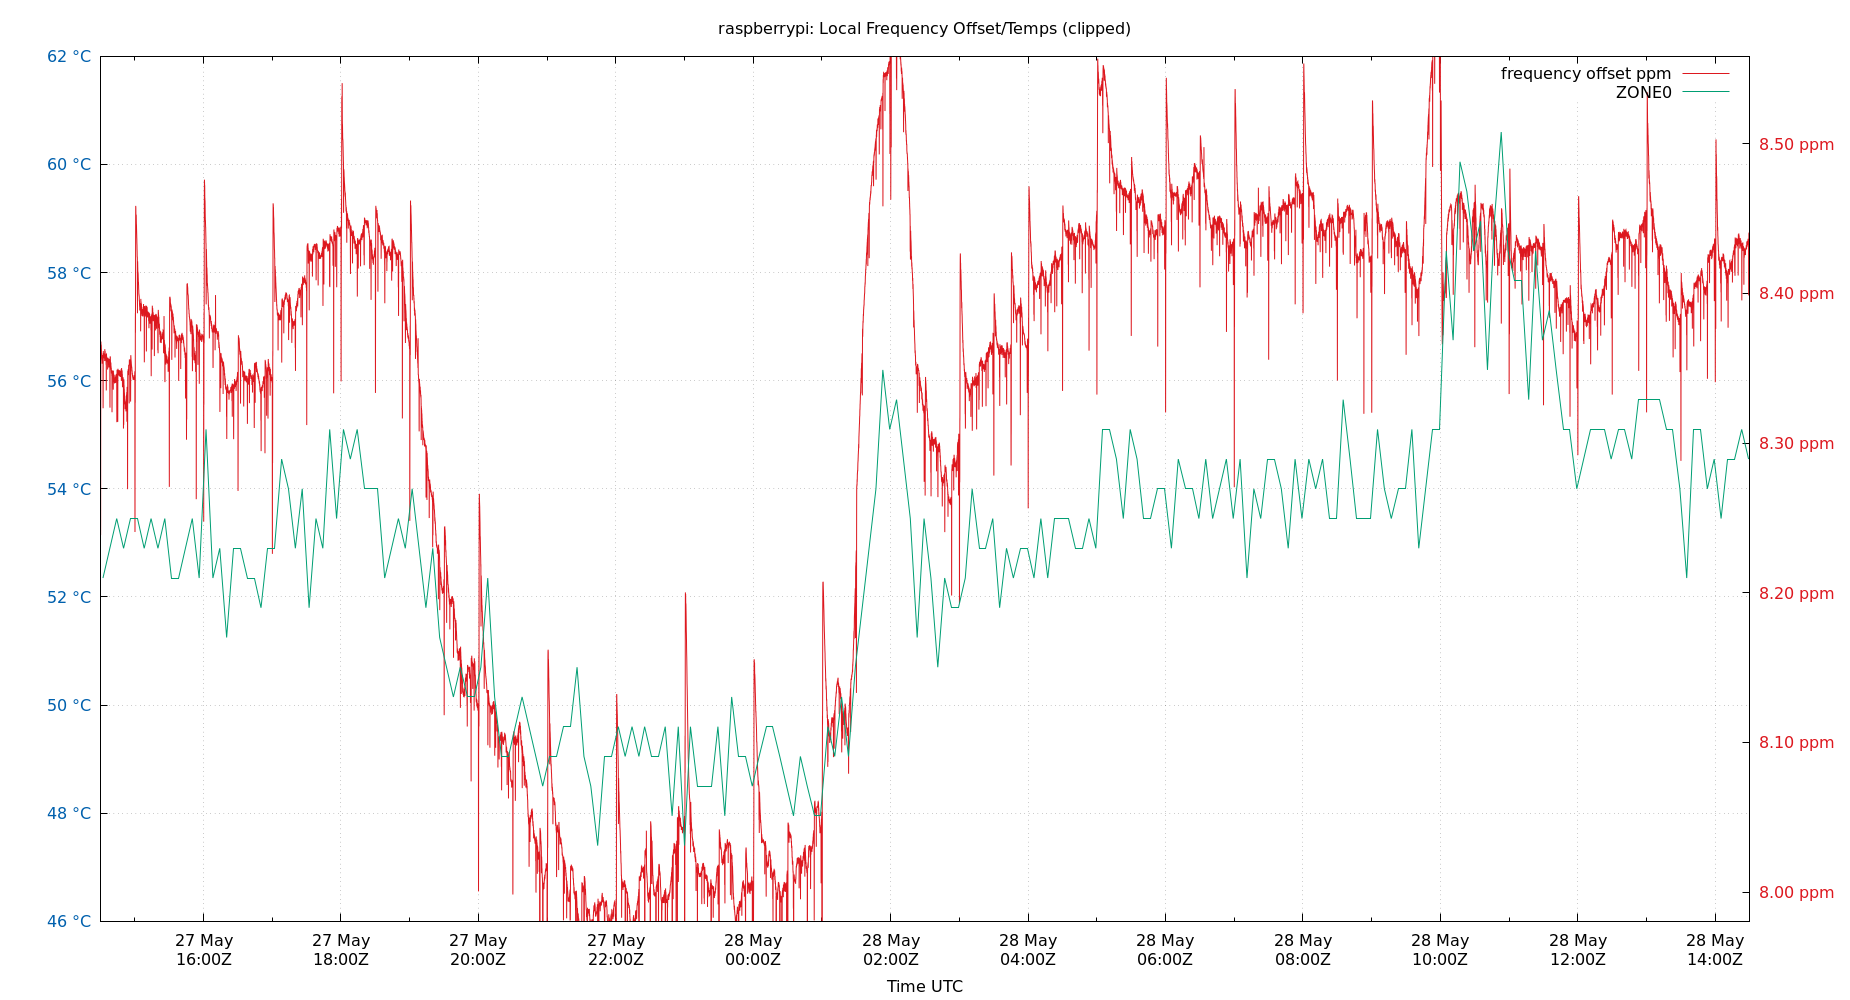 raspberrypi: Local Frequency Offset/Temps (clipped)
62 °C
60 °C
58 °C
56 °C
54 °C
52 °C
50 °C
48 °C
46 °C
frequency offset ppm
ZONE0
8.50 ppm
8.40 ppm
8.30 ppm
8.20 ppm
8.10 ppm
8.00 ppm
27 May
16:00Z
27 May
18:00Z
27 May
20:00Z
27 May
22:00Z
28 May
00:00Z
28 May
02:00Z
28 May
04:00Z
28 May
06:00Z
28 May
08:00Z
28 May
10:00Z
28 May
12:00Z
28 May
14:00Z
Time UTC